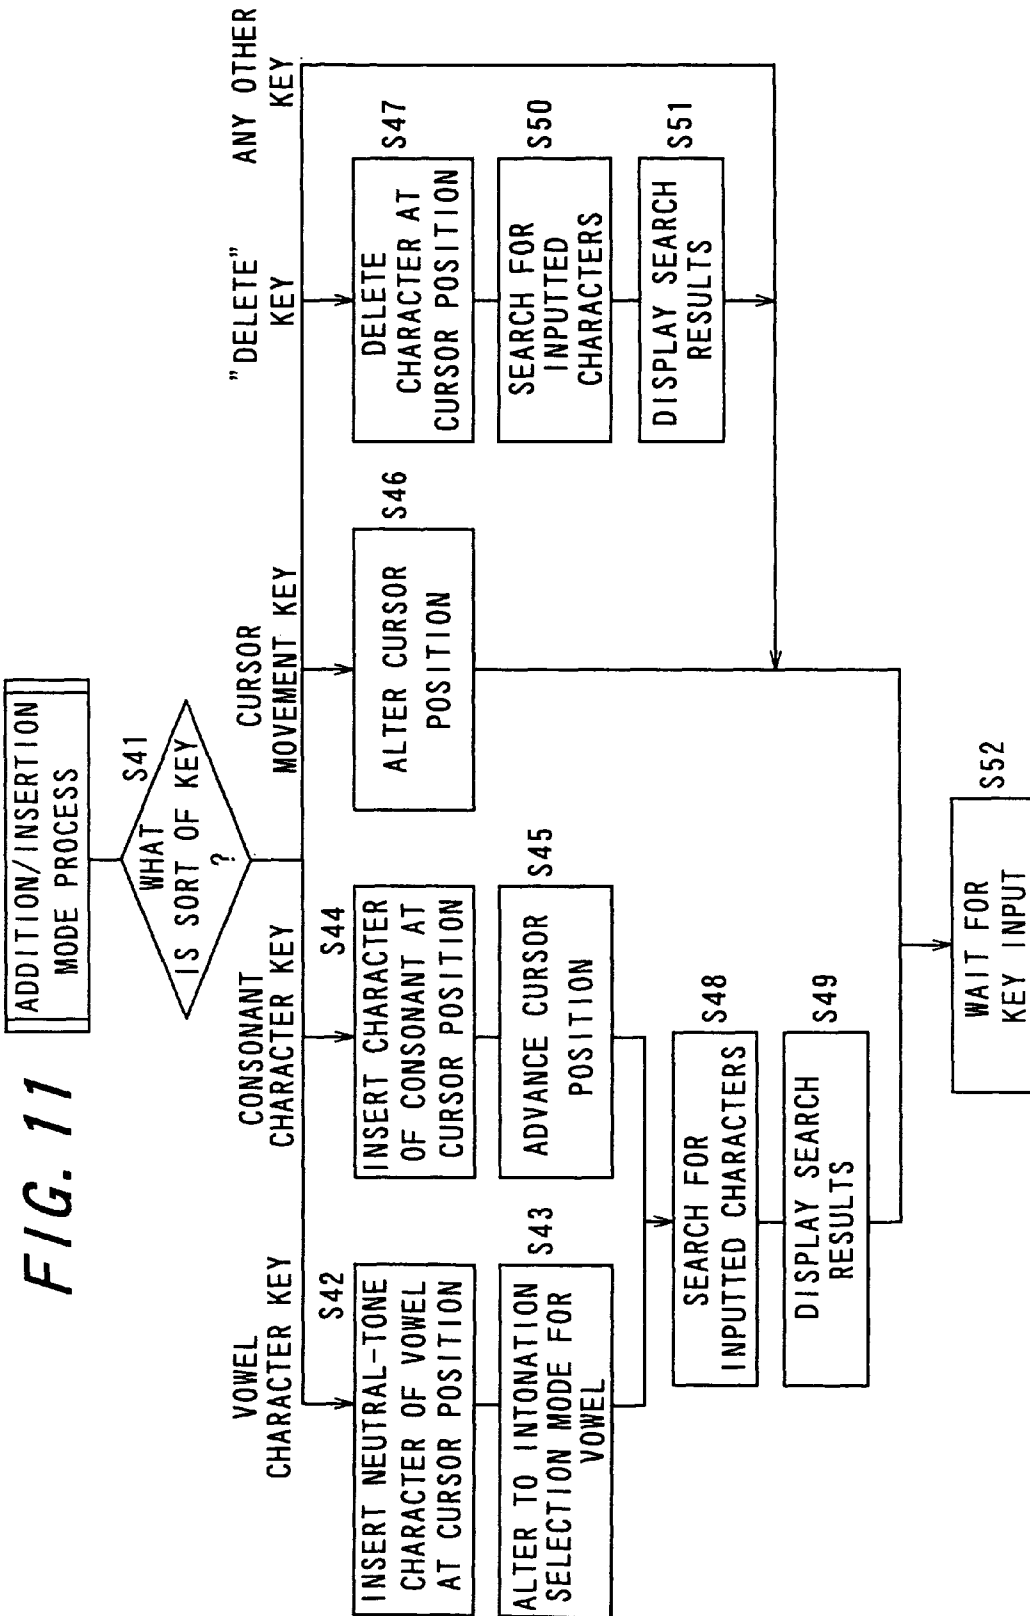 FIG. 11
ADDITION/INSERTION
MODE PROCESS
S41
WHAT
IS SORT OF KEY
?
VOWEL
CHARACTER KEY
CONSONANT
CHARACTER KEY
CURSOR
MOVEMENT KEY
"DELETE"
KEY
ANY OTHER
KEY
S42
INSERT NEUTRAL-TONE
CHARACTER OF VOWEL
AT CURSOR POSITION
S44
INSERT CHARACTER
OF CONSONANT AT
CURSOR POSITION
S46
ALTER CURSOR
POSITION
S47
DELETE
CHARACTER AT
CURSOR POSITION
S43
ALTER TO INTONATION
SELECTION MODE FOR
VOWEL
S45
ADVANCE CURSOR
POSITION
S50
SEARCH FOR
INPUTTED
CHARACTERS
S51
DISPLAY SEARCH
RESULTS
S48
SEARCH FOR
INPUTTED CHARACTERS
S49
DISPLAY SEARCH
RESULTS
S52
WAIT FOR
KEY INPUT